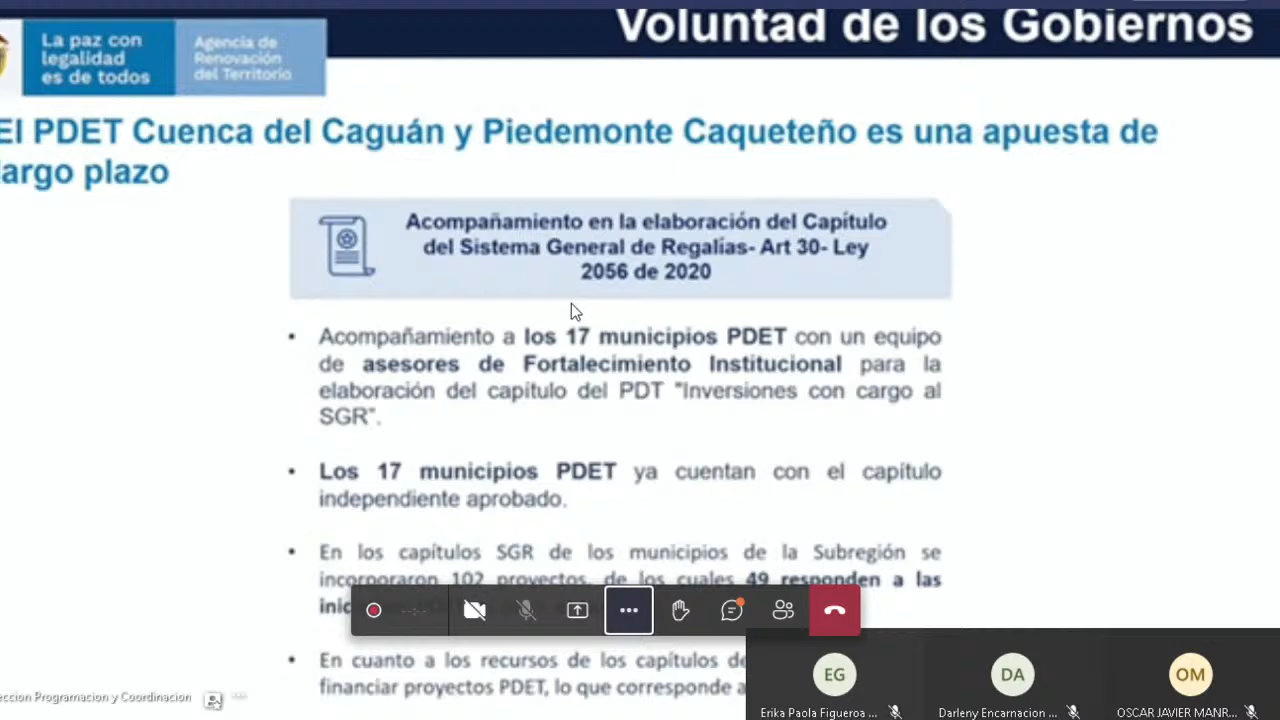 Voluntad de los Gobiernos
La paz con
legalidad
es de todos
Agencia de
Renovación
del Territorio
El PDET Cuenca del Caguán y Piedemonte Caqueteño es una apuesta de
largo plazo
Acompañamiento en la elaboración del Capítulo
del Sistema General de Regalías- Art 30- Ley
2056 de 2020
• Acompañamiento a los 17 municipios PDET con un equipo
de asesores de Fortalecimiento Institucional para la
elaboración del capítulo del PDT "Inversiones con cargo al
SGR".
• Los 17 municipios PDET ya cuentan con el capítulo
independiente aprobado.
• En los capítulos SGR de los municipios de la Subregión se
incorporaron 102 proyectos, de los cuales 49 responden a las
• En cuanto a los recursos de los capítulos de
financiar proyectos PDET, lo que corresponde a
eccion Programacion y Coordinacion
EG
DA
OM
Erika Paola Figueroa ...
Darleny Encarnacion ...
OSCAR JAVIER MANR...